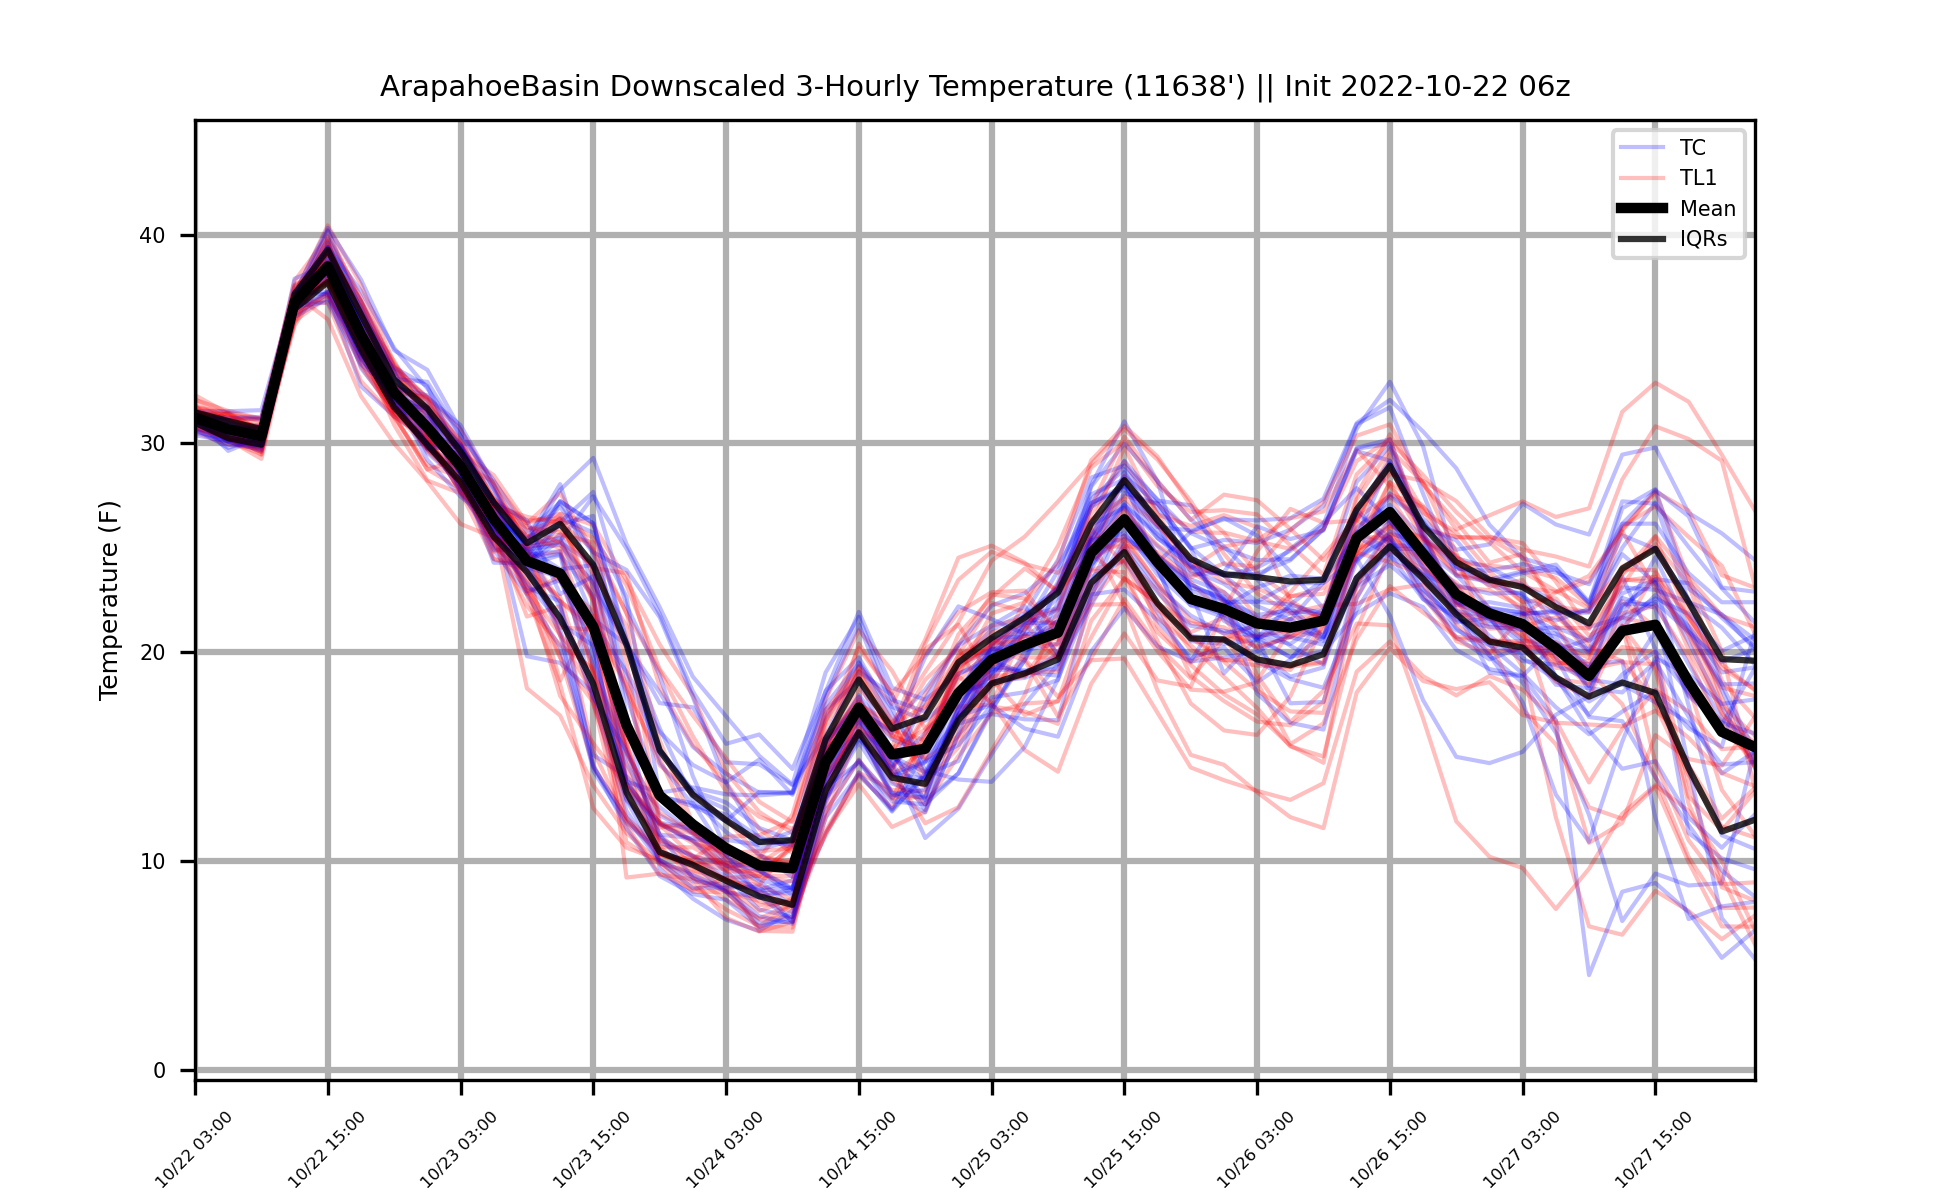 ArapahoeBasin Downscaled 3-Hourly Temperature (11638') || Init 2022-10-22 06z
TC
TL1
Mean
IQRs
Temperature (F)
40
30
20
10
0
10/22 03:00
10/22 15:00
10/23 03:00
10/23 15:00
10/24 03:00
10/24 15:00
10/25 03:00
10/25 15:00
10/26 03:00
10/26 15:00
10/27 03:00
10/27 15:00